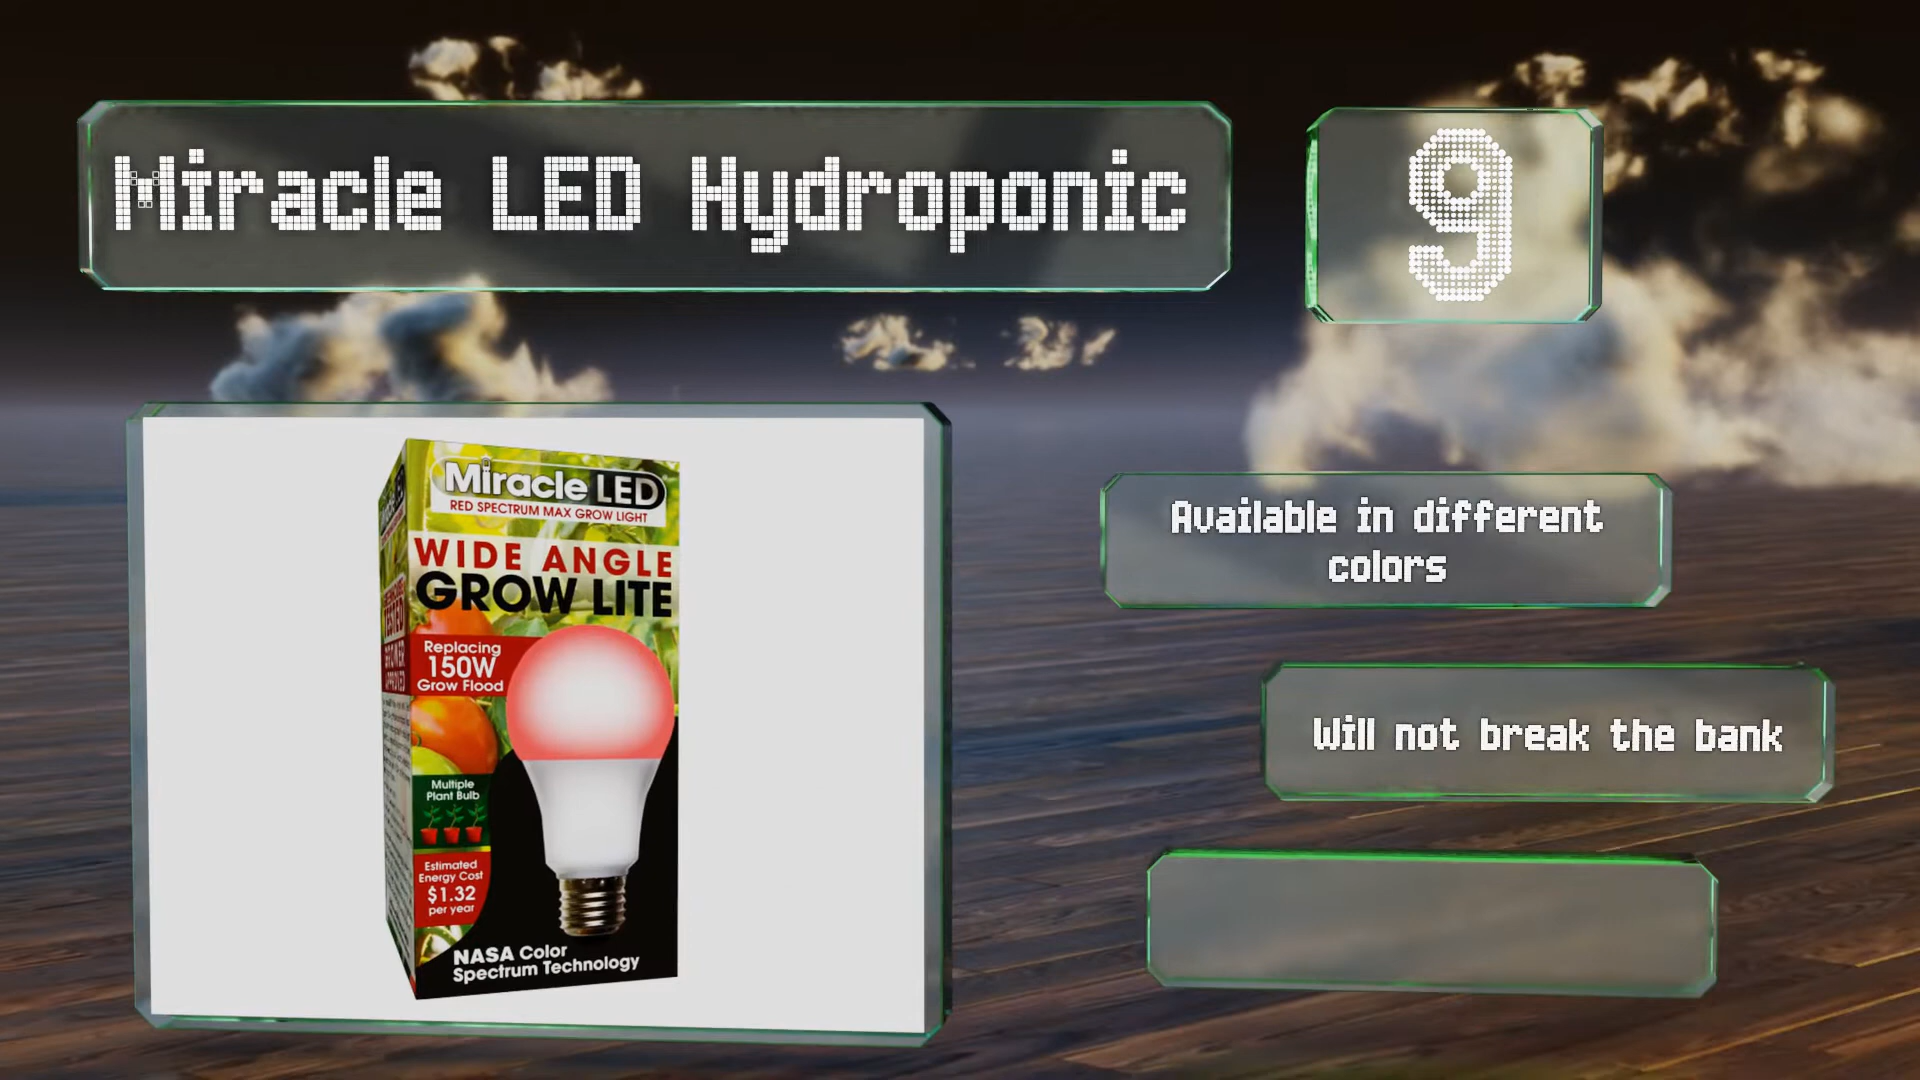 Miracle LED Hydroponic
9
Miracle LED
RED SPECTRUM MAX GROW LIGHT
WIDE ANGLE
GROW LITE
Replacing
150W
Grow Flood
Multiple
Plant Bulb
Estimated
Energy Cost
$1.32
per year
NASA Color
Spectrum Technology
Available in different
colors
Will not break the bank